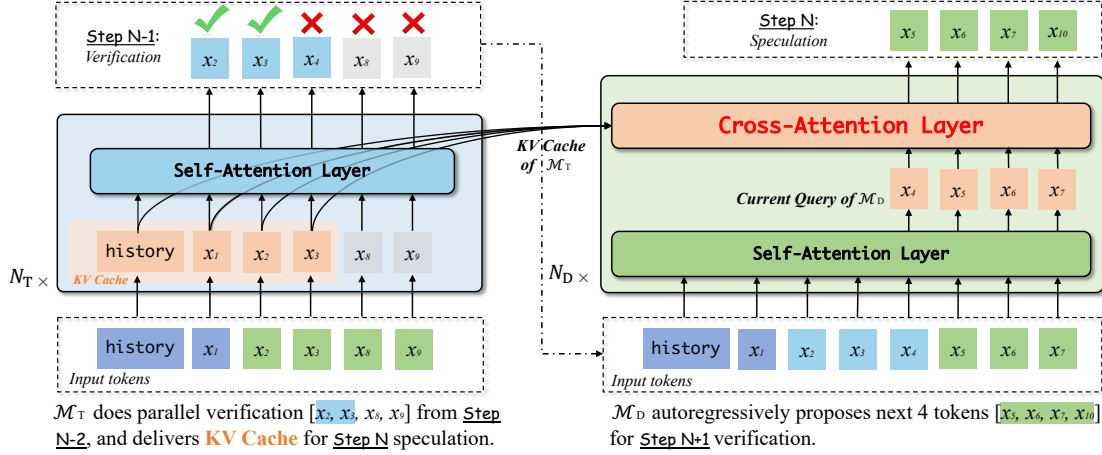 Step N-1:
Verification
x2 x3 x4 x8 x9
Self-Attention Layer
history x1 x2 x3 x8 x9
KV Cache
NT ×
history x1 x2 x3 x8 x9
Input tokens
MT does parallel verification [x2, x3, x8, x9] from Step
N-2, and delivers KV Cache for Step N speculation.
KV Cache
of MT
Step N:
Speculation
x5 x6 x7 x10
Cross-Attention Layer
Current Query of MD
x4 x5 x6 x7
Self-Attention Layer
ND ×
history x1 x2 x3 x4 x5 x6 x7
Input tokens
MD autoregressively proposes next 4 tokens [x5, x6, x7, x10]
for Step N+1 verification.